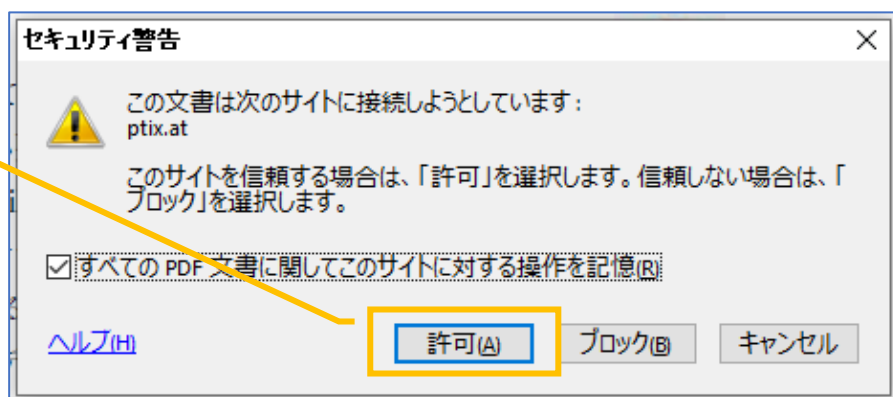 セキュリティ警告
この文書は次のサイトに接続しようとしています:
ptix.at
このサイトを信頼する場合は、「許可」を選択します。信頼しない場合は、「
ブロック」を選択します。
すべての PDF 文書に関してこのサイトに対する操作を記憶(R)
ヘルプ(H)
許可(A)
ブロック(B)
キャンセル